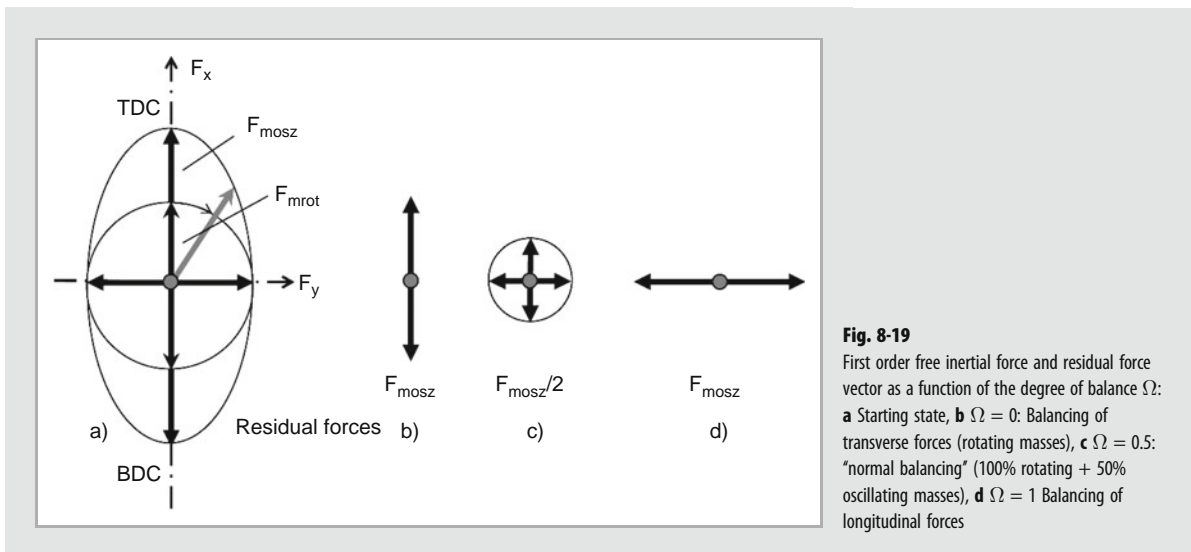 F_x
TDC
F_mosz
F_mrot
F_y
F_mosz
F_mosz/2
F_mosz
a)
Residual forces
b)
c)
d)
BDC
Fig. 8-19
First order free inertial force and residual force
vector as a function of the degree of balance Ω:
a Starting state, b Ω = 0: Balancing of
transverse forces (rotating masses), c Ω = 0.5:
“normal balancing” (100% rotating + 50%
oscillating masses), d Ω = 1 Balancing of
longitudinal forces